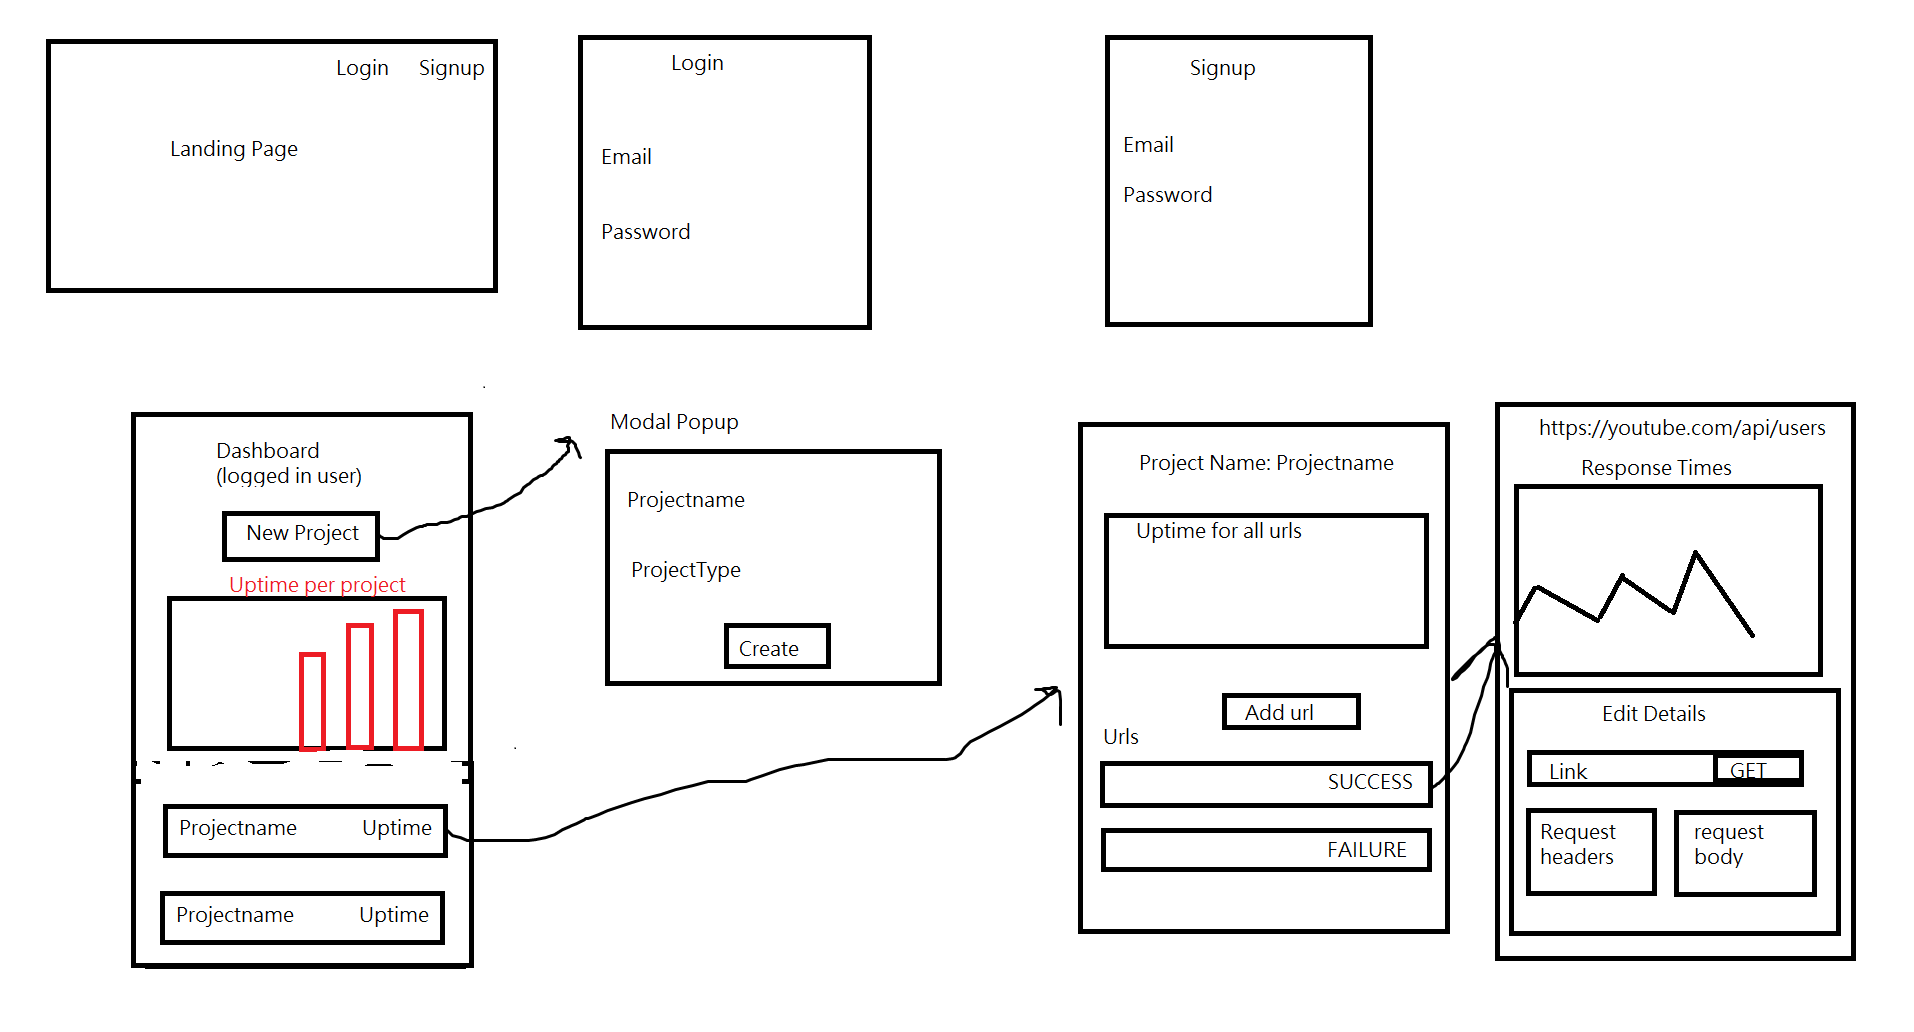 Login Signup
Landing Page
Login
Email
Password
Signup
Email
Password
Dashboard
(logged in user)
New Project
Uptime per project
Projectname Uptime
Projectname Uptime
Modal Popup
Projectname
ProjectType
Create
Project Name: Projectname
Uptime for all urls
Add url
Urls
SUCCESS
FAILURE
https://youtube.com/api/users
Response Times
Edit Details
Link GET
Request
headers
request
body